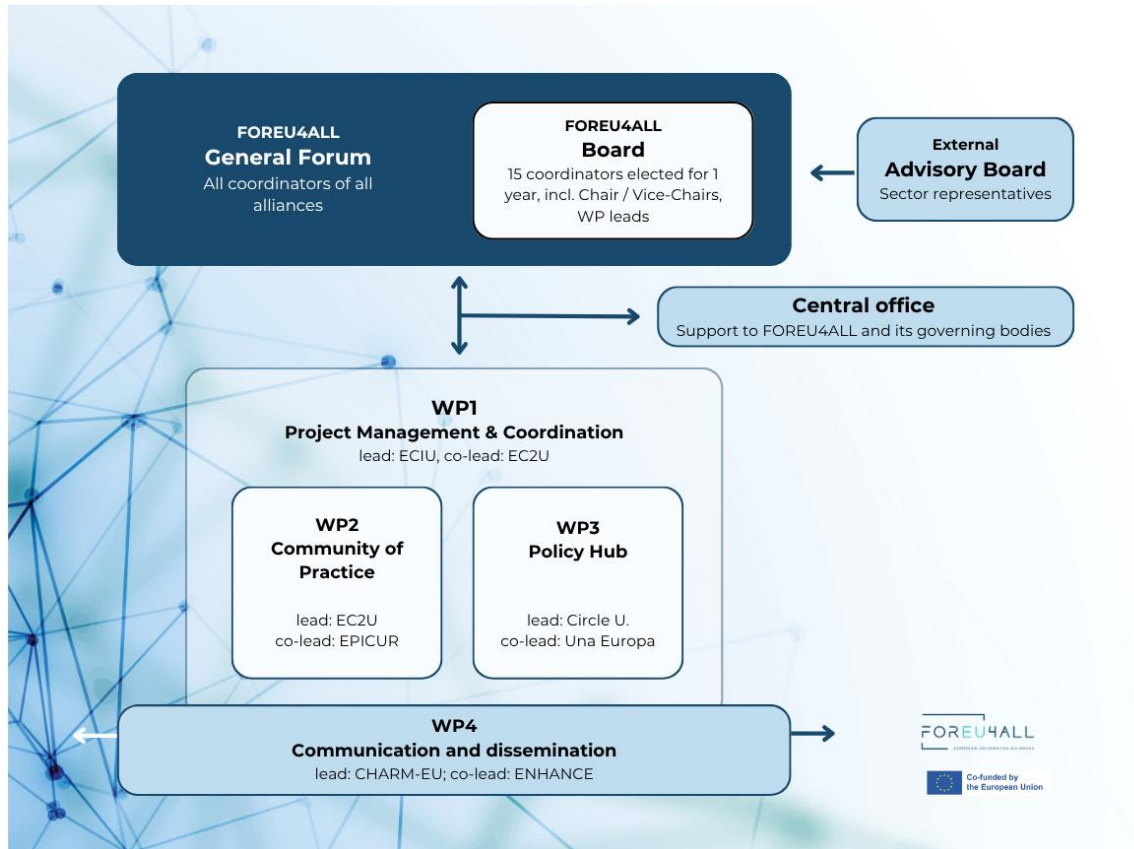 FOREU4ALL
General Forum
All coordinators of all
alliances
FOREU4ALL
Board
15 coordinators elected for 1
year, incl. Chair / Vice-Chairs,
WP leads
External
Advisory Board
Sector representatives
Central office
Support to FOREU4ALL and its governing bodies
WP1
Project Management & Coordination
lead: ECIU, co-lead: EC2U
WP2
Community of
Practice
lead: EC2U
co-lead: EPICUR
WP3
Policy Hub
lead: Circle U.
co-lead: Una Europa
WP4
Communication and dissemination
lead: CHARM-EU; co-lead: ENHANCE
FOREU4ALL
EUROPEAN UNIVERSITIES ALLIANCES
Co-funded by
the European Union